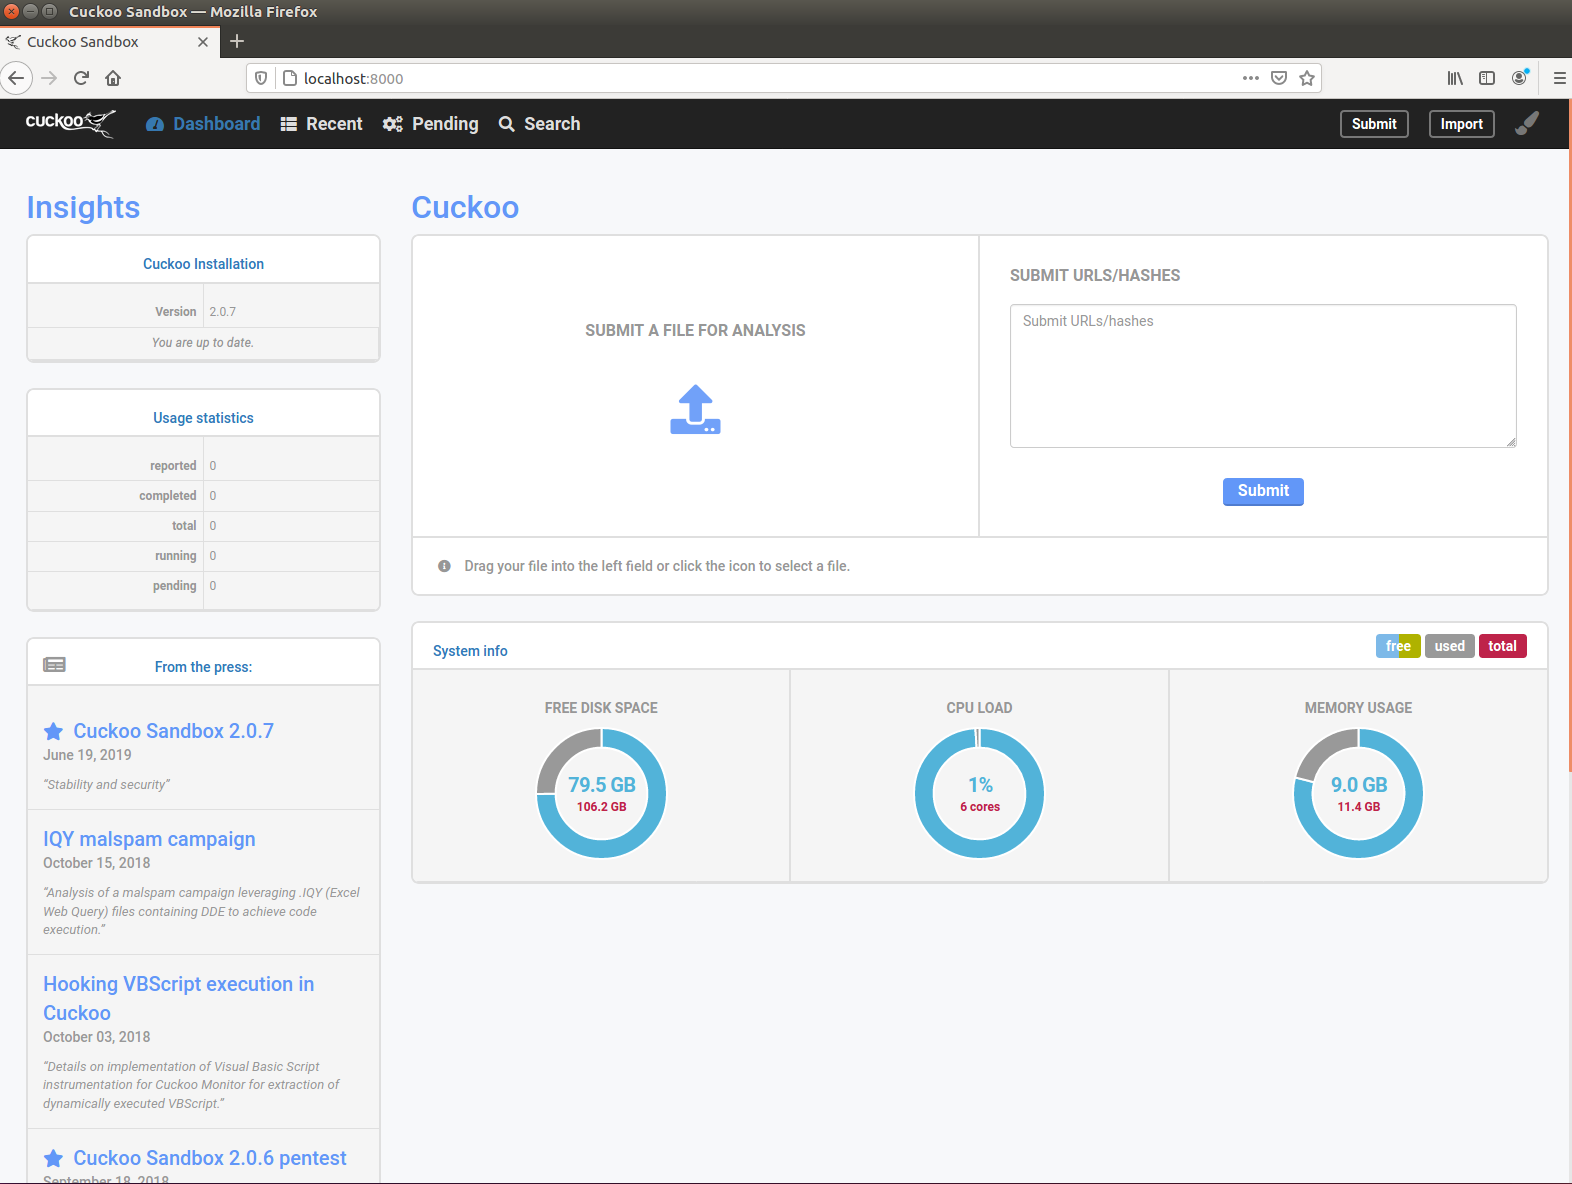 Cuckoo Sandbox — Mozilla Firefox
Cuckoo Sandbox
localhost:8000
cuckoo
Dashboard
Recent
Pending
Search
Submit
Import
Insights
Cuckoo Installation
Version 2.0.7
You are up to date.
Usage statistics
reported 0
completed 0
total 0
running 0
pending 0
From the press:
Cuckoo Sandbox 2.0.7
June 19, 2019
“Stability and security”
IQY malspam campaign
October 15, 2018
“Analysis of a malspam campaign leveraging .IQY (Excel
Web Query) files containing DDE to achieve code
execution.”
Hooking VBScript execution in
Cuckoo
October 03, 2018
“Details on implementation of Visual Basic Script
instrumentation for Cuckoo Monitor for extraction of
dynamically executed VBScript.”
Cuckoo Sandbox 2.0.6 pentest
September 18, 2018
Cuckoo
SUBMIT A FILE FOR ANALYSIS
SUBMIT URLS/HASHES
Submit URLs/hashes
Submit
Drag your file into the left field or click the icon to select a file.
System info
free
used
total
FREE DISK SPACE
79.5 GB
106.2 GB
CPU LOAD
1%
6 cores
MEMORY USAGE
9.0 GB
11.4 GB